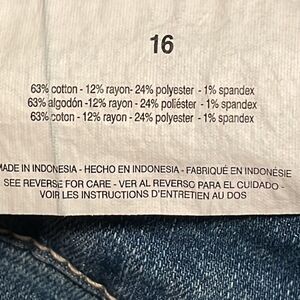 16
63% cotton - 12% rayon- 24% polyester - 1% spandex
63% algodón -12% rayon- 24% poliéster - 1% spandex
63% coton - 12% rayon - 24% polyester - 1% spandex
MADE IN INDONESIA - HECHO EN INDONESIA - FABRIQUÉ EN INDONÉSIE
SEE REVERSE FOR CARE - VER AL REVERSO PARA EL CUIDADO -
VOIR LES INSTRUCTIONS D'ENTRETIEN AU DOS